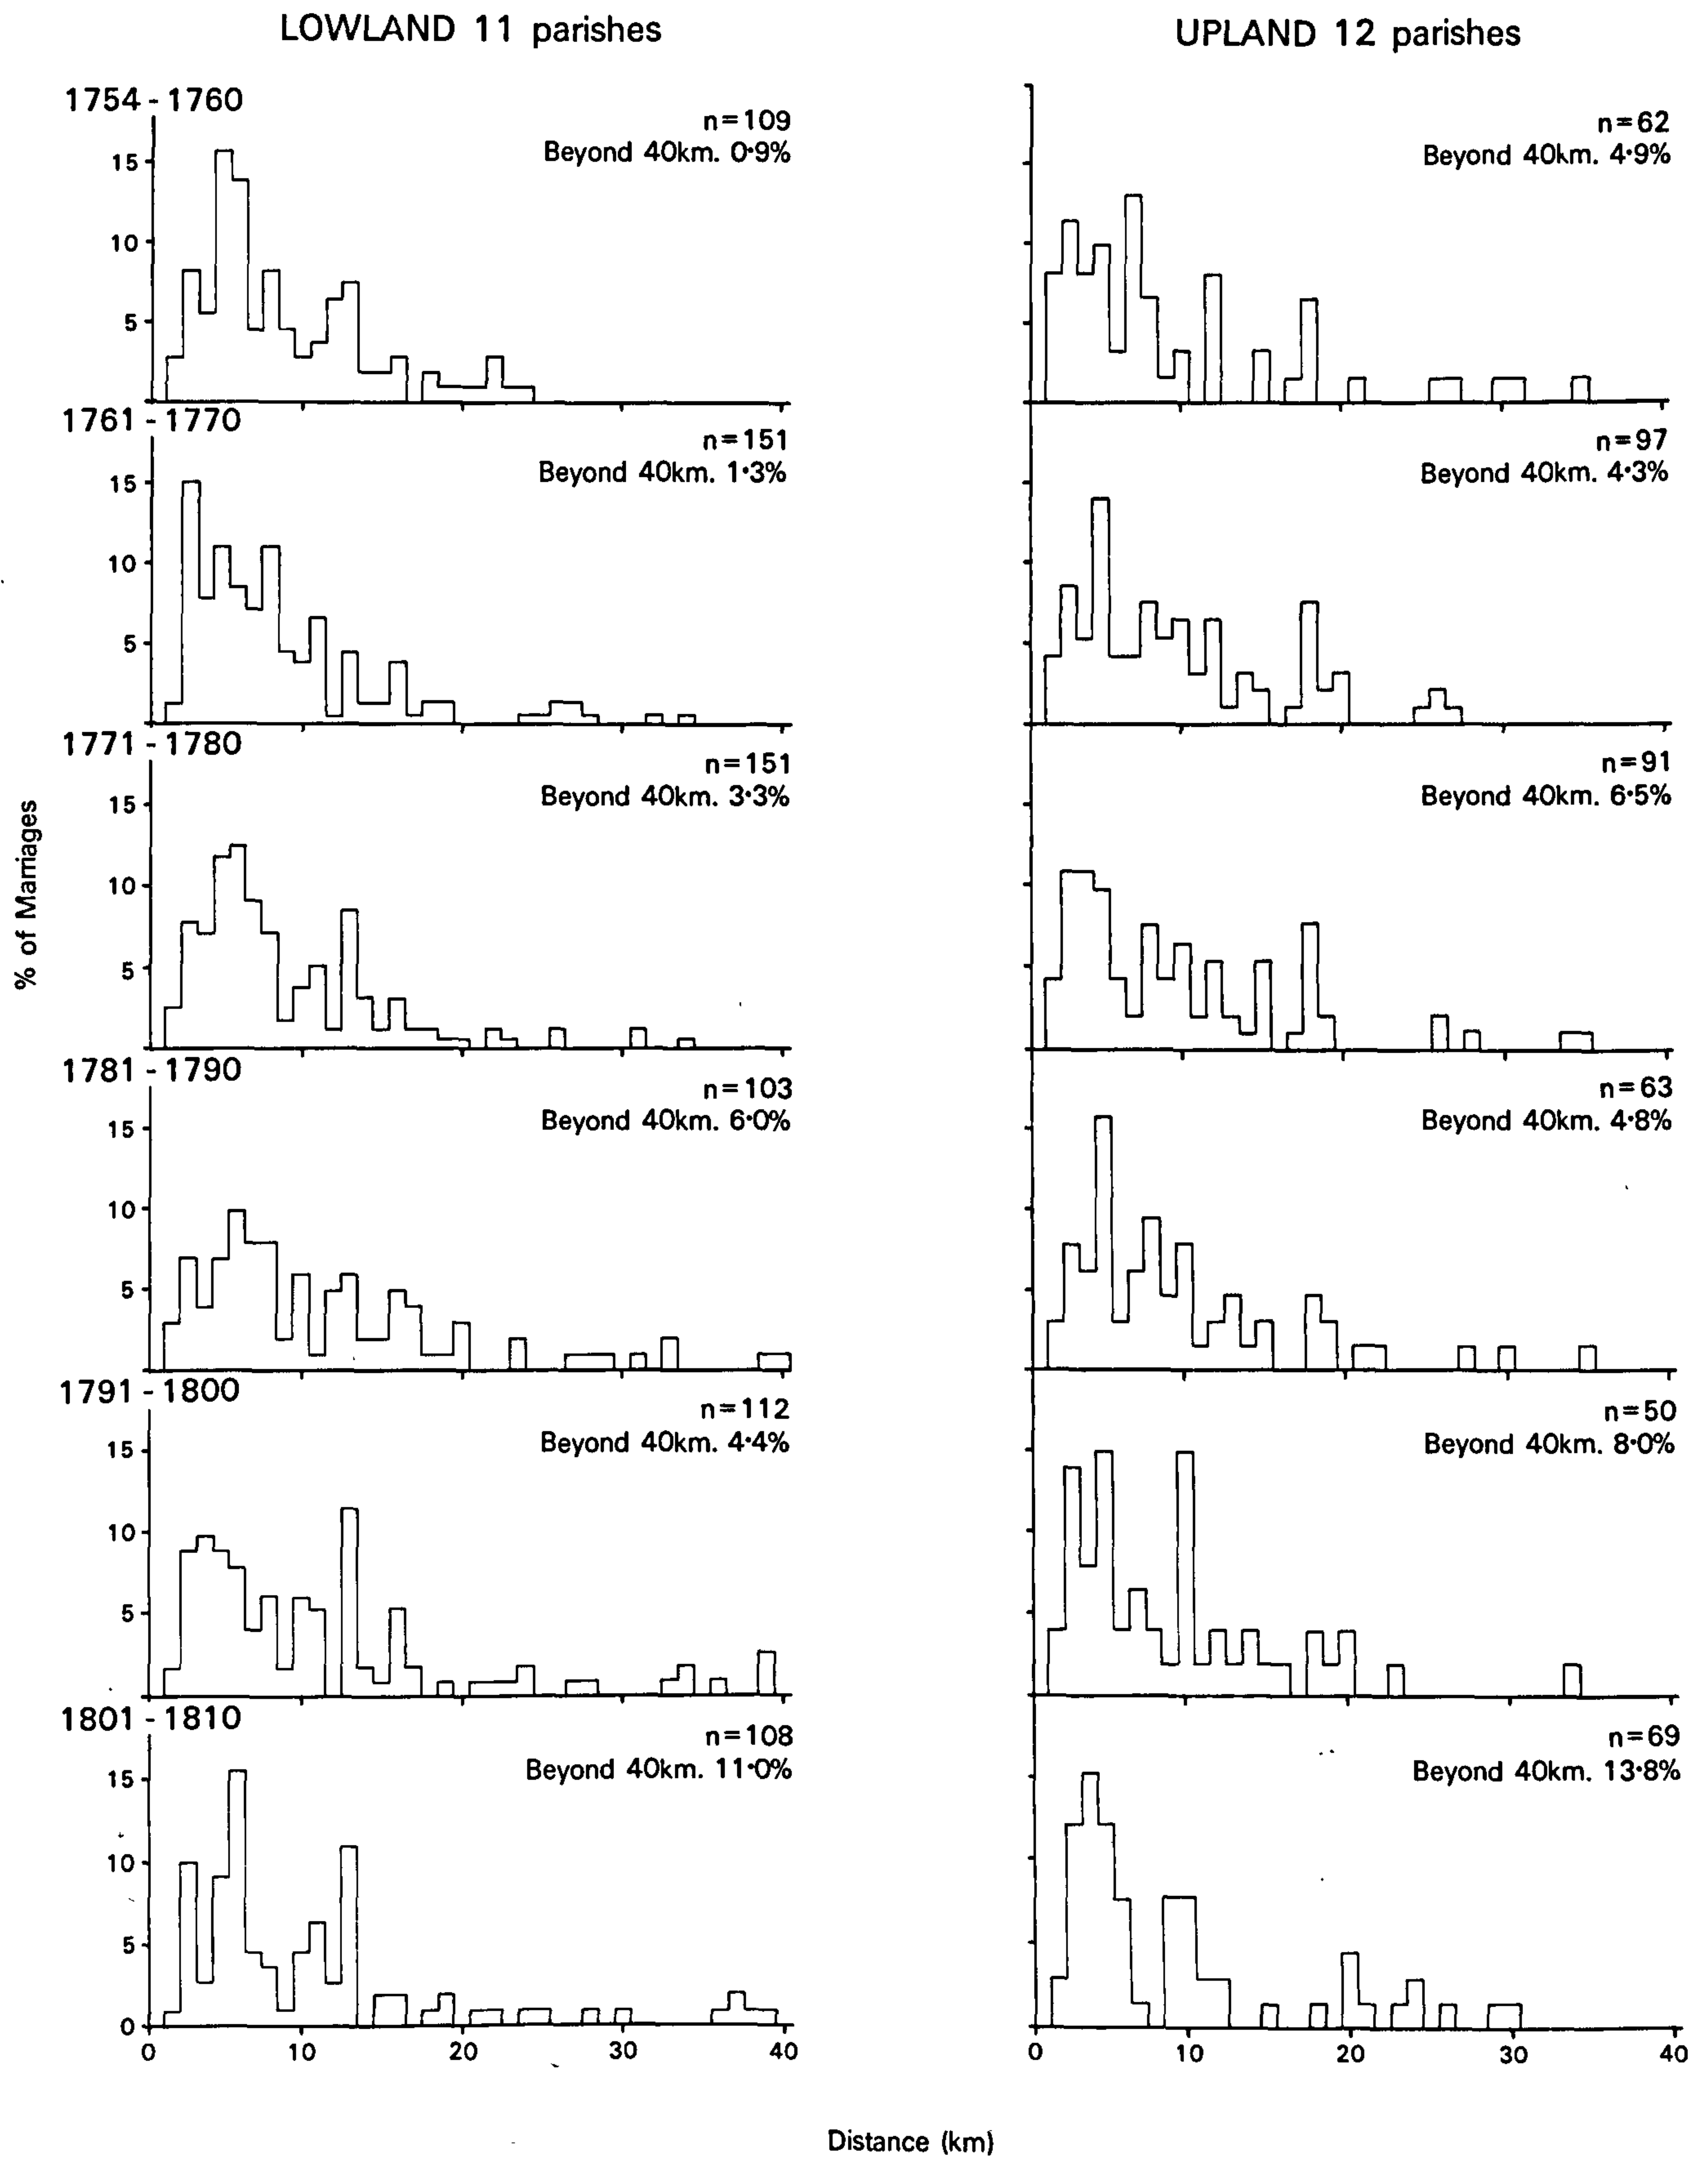 LOWLAND 11 parishes
UPLAND 12 parishes
1754 - 1760
n=109
Beyond 40km. 0·9%
15
10
5
n=62
Beyond 40km. 4·9%
1761 - 1770
n=151
Beyond 40km. 1·3%
15
10
5
n=97
Beyond 40km. 4·3%
1771 - 1780
n=151
Beyond 40km. 3·3%
15
10
5
n=91
Beyond 40km. 6·5%
% of Marriages
1781 - 1790
n=103
Beyond 40km. 6·0%
15
10
5
n=63
Beyond 40km. 4·8%
1791 - 1800
n=112
Beyond 40km. 4·4%
15
10
5
n=50
Beyond 40km. 8·0%
1801 - 1810
n=108
Beyond 40km. 11·0%
15
10
5
0
n=69
Beyond 40km. 13·8%
0 10 20 30 40
0 10 20 30 40
Distance (km)